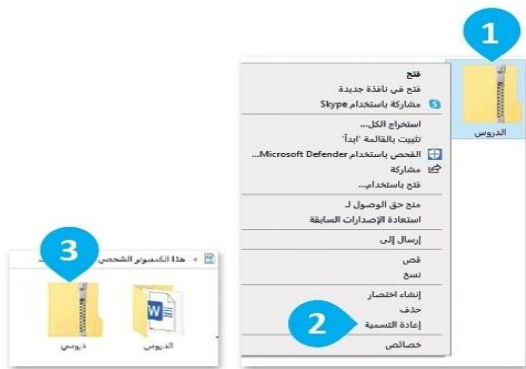 1
الدروس
فتح
فتح في نافذة جديدة
مشاركة باستخدام Skype
استخراج الكل...
تثبيت بالقائمة "ابدأ"
الفحص باستخدام Microsoft Defender...
مشاركة
فتح باستخدام...
منح حق الوصول لـ
استعادة الإصدارات السابقة
إرسال إلى
قص
نسخ
إنشاء اختصار
حذف
2
إعادة التسمية
خصائص
3
هذا الكمبيوتر الشخصي
W
الدروس
دروسي